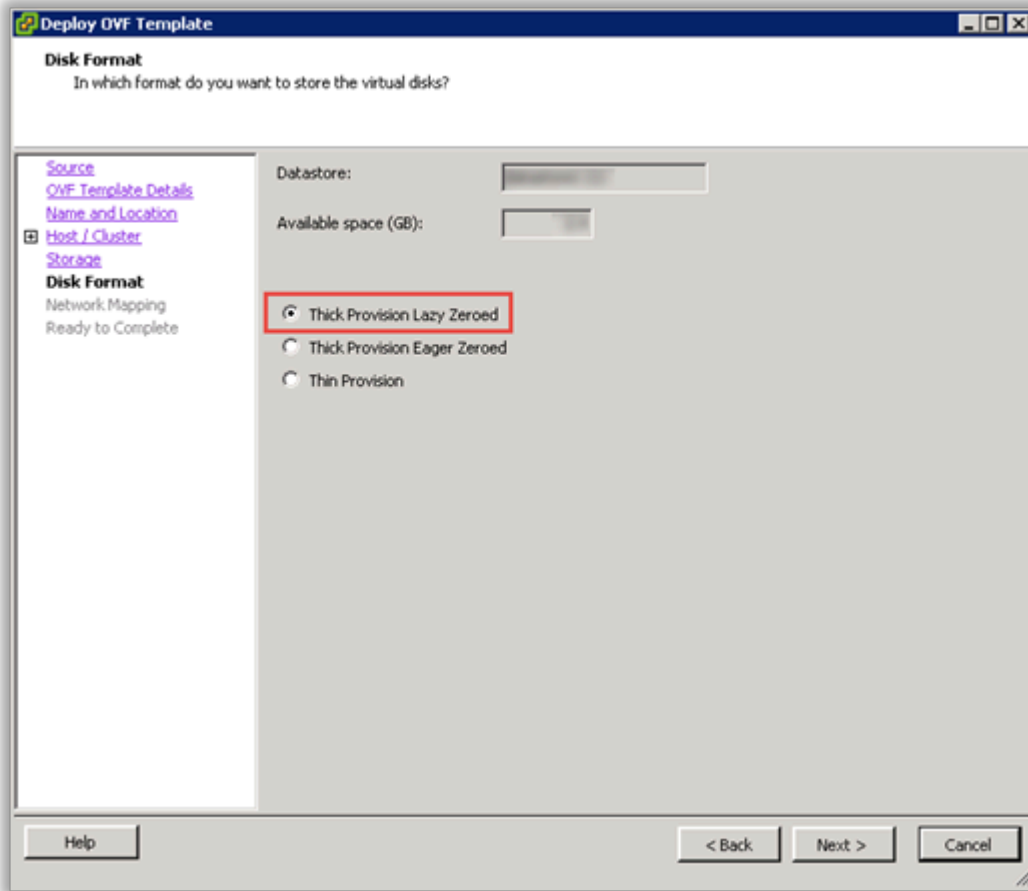 Deploy OVF Template
Disk Format
In which format do you want to store the virtual disks?
Source
OVF Template Details
Name and Location
Host / Cluster
Storage
Disk Format
Network Mapping
Ready to Complete
Datastore:
Available space (GB):
Thick Provision Lazy Zeroed
Thick Provision Eager Zeroed
Thin Provision
Help
< Back
Next >
Cancel